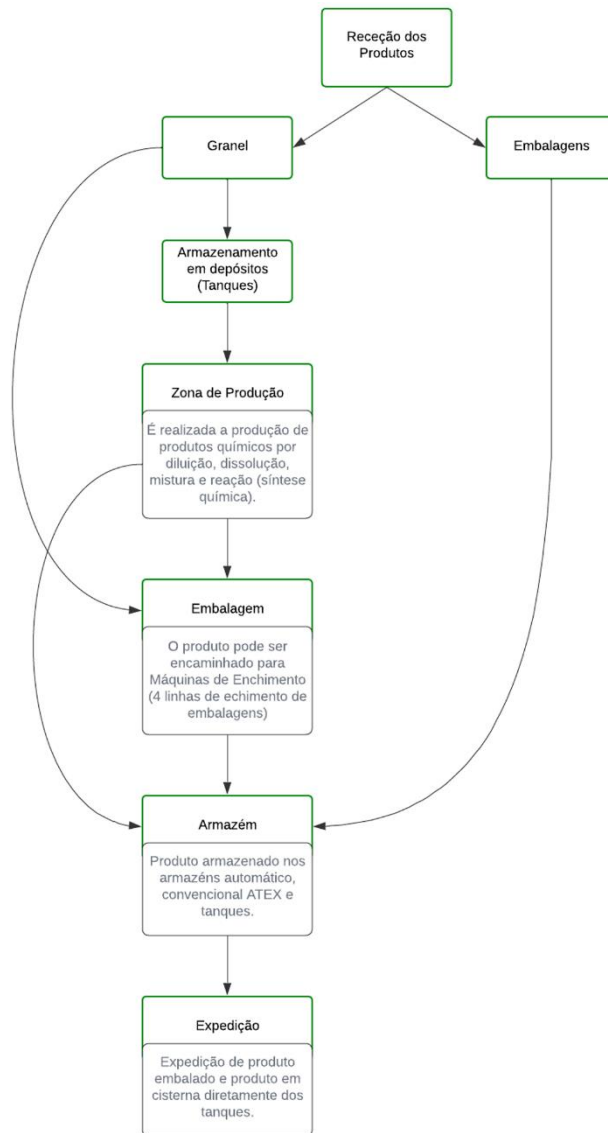 Receção dos
Produtos
Granel
Embalagens
Armazenamento
em depósitos
(Tanques)
Zona de Produção
É realizada a produção de
produtos químicos por
diluição, dissolução,
mistura e reação (síntese
química).
Embalagem
O produto pode ser
encaminhado para
Máquinas de Enchimento
(4 linhas de echimento de
embalagens)
Armazém
Produto armazenado nos
armazéns automático,
convencional ATEX e
tanques.
Expedição
Expedição de produto
embalado e produto em
cisterna diretamente dos
tanques.